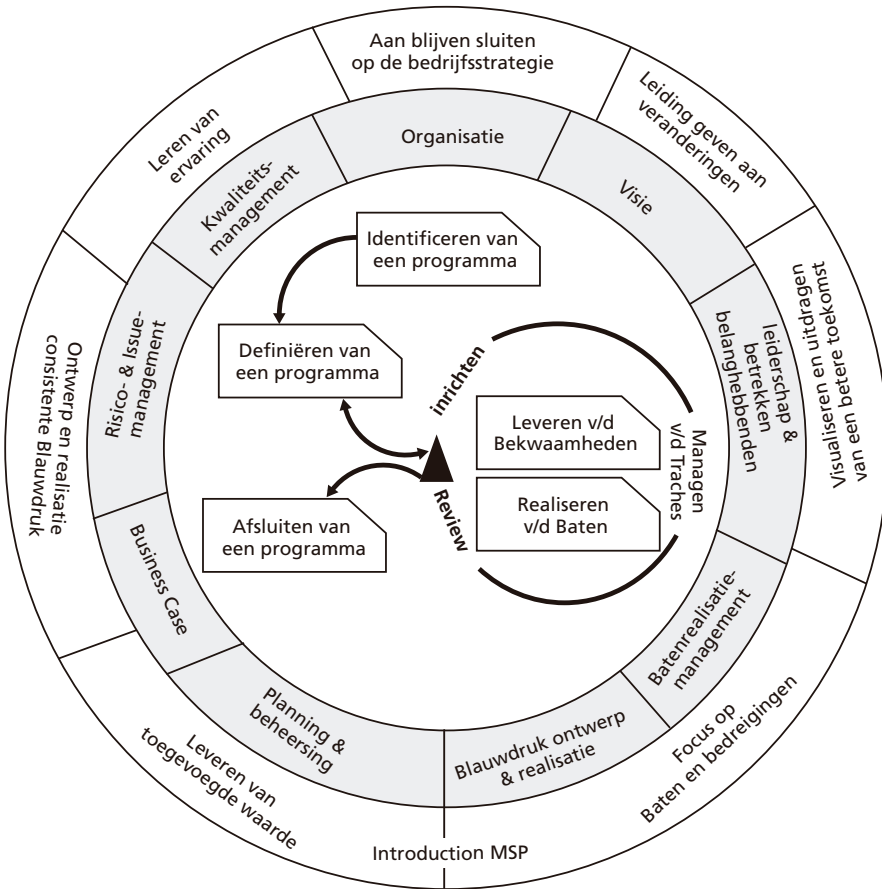 Aan blijven sluiten
op de bedrijfsstrategie
Leiding geven aan
veranderingen
Visualiseren en uitdragen
van een betere toekomst
Focus op
Baten en bedreigingen
Introduction MSP
Leveren van
toegevoegde waarde
Ontwerp en realisatie
consistente Blauwdruk
Leren van
ervaring
Organisatie
Visie
leiderschap &
betrekken
belanghebbenden
Batenrealisatie-
management
Blauwdruk ontwerp
& realisatie
Planning &
beheersing
Business Case
Risico- & Issue-
management
Kwaliteits-
management
Identificeren van
een programma
Definiëren van
een programma
Afsluiten van
een programma
inrichten
Review
Leveren v/d
Bekwaamheden
Realiseren
v/d Baten
Managen
v/d Traches